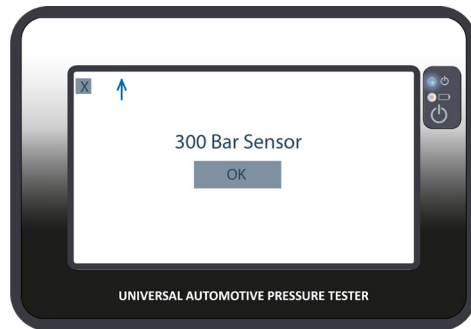 X
300 Bar Sensor
OK
UNIVERSAL AUTOMOTIVE PRESSURE TESTER